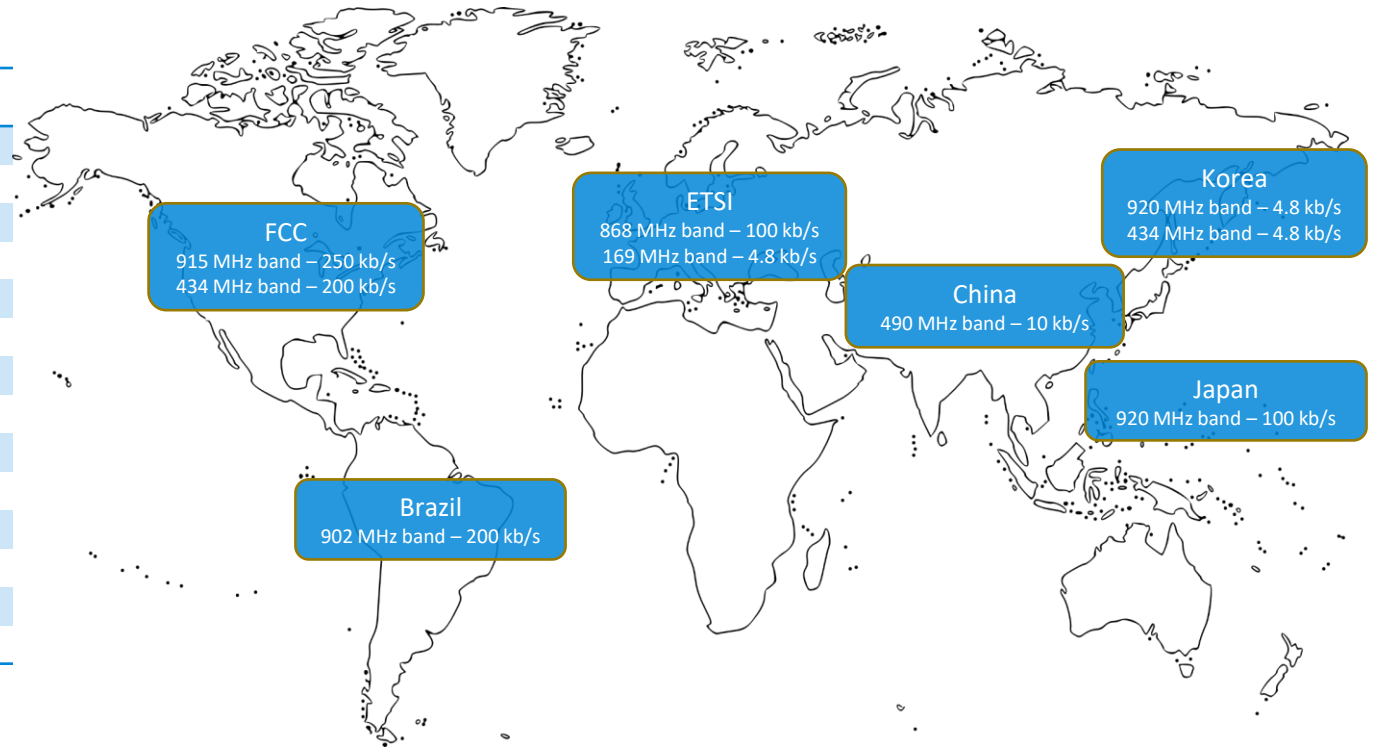 FCC
915 MHz band – 250 kb/s
434 MHz band – 200 kb/s
ETSI
868 MHz band – 100 kb/s
169 MHz band – 4.8 kb/s
Korea
920 MHz band – 4.8 kb/s
434 MHz band – 4.8 kb/s
China
490 MHz band – 10 kb/s
Japan
920 MHz band – 100 kb/s
Brazil
902 MHz band – 200 kb/s